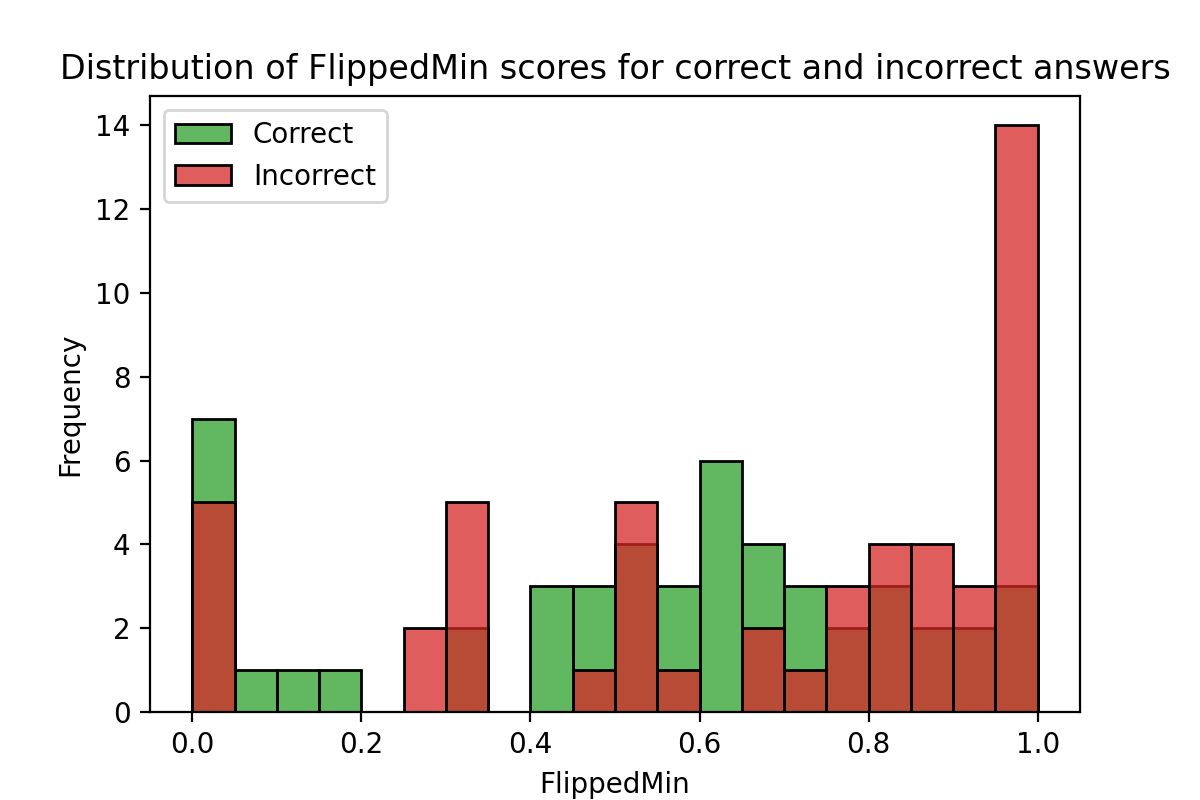 Distribution of FlippedMin scores for correct and incorrect answers
Correct
Incorrect
14
12
10
8
6
4
2
0
Frequency
0.0 0.2 0.4 0.6 0.8 1.0
FlippedMin